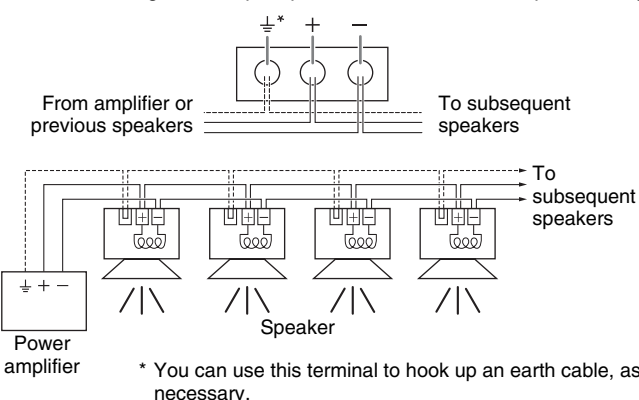 ⏚* + −
From amplifier or
previous speakers
To subsequent
speakers
To
subsequent
speakers
+ − + − + − + −
⏚ + −
Speaker
Power
amplifier
* You can use this terminal to hook up an earth cable, as
necessary.